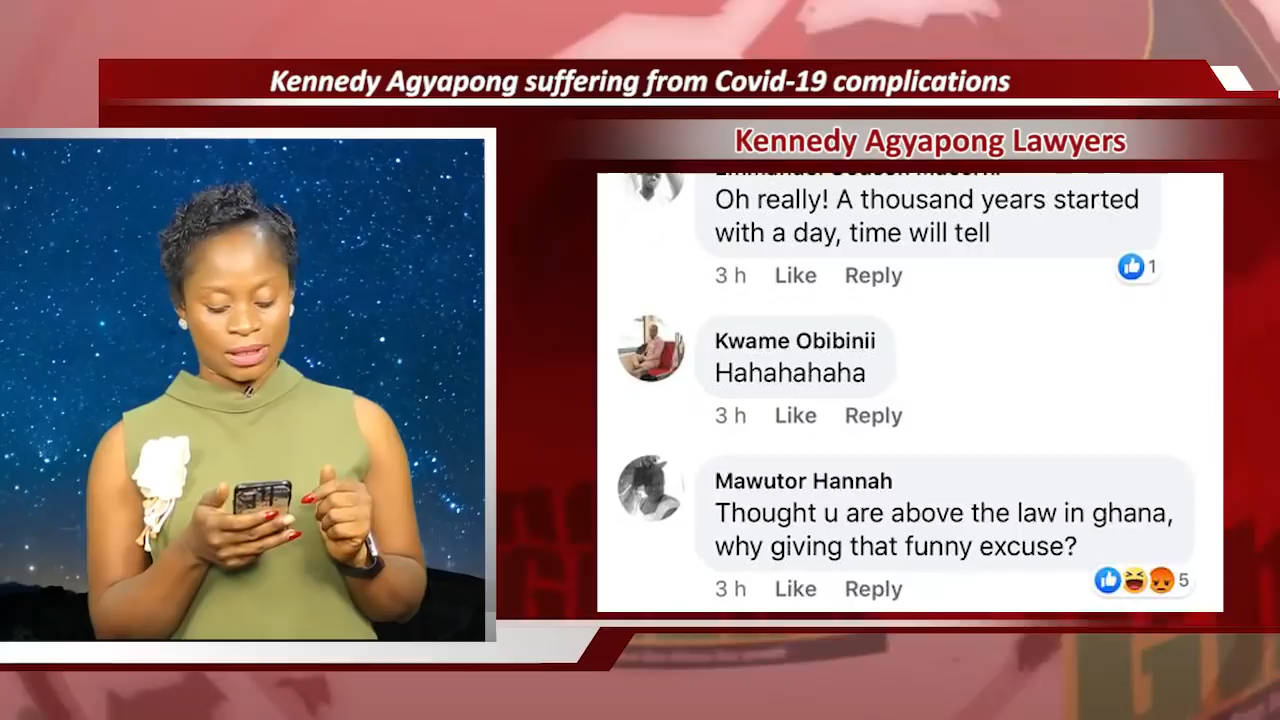 Kennedy Agyapong suffering from Covid-19 complications
Kennedy Agyapong Lawyers
Oh really! A thousand years started
with a day, time will tell
3 h Like Reply
1
Kwame Obibinii
Hahahahaha
3 h Like Reply
Mawutor Hannah
Thought u are above the law in ghana,
why giving that funny excuse?
3 h Like Reply
5